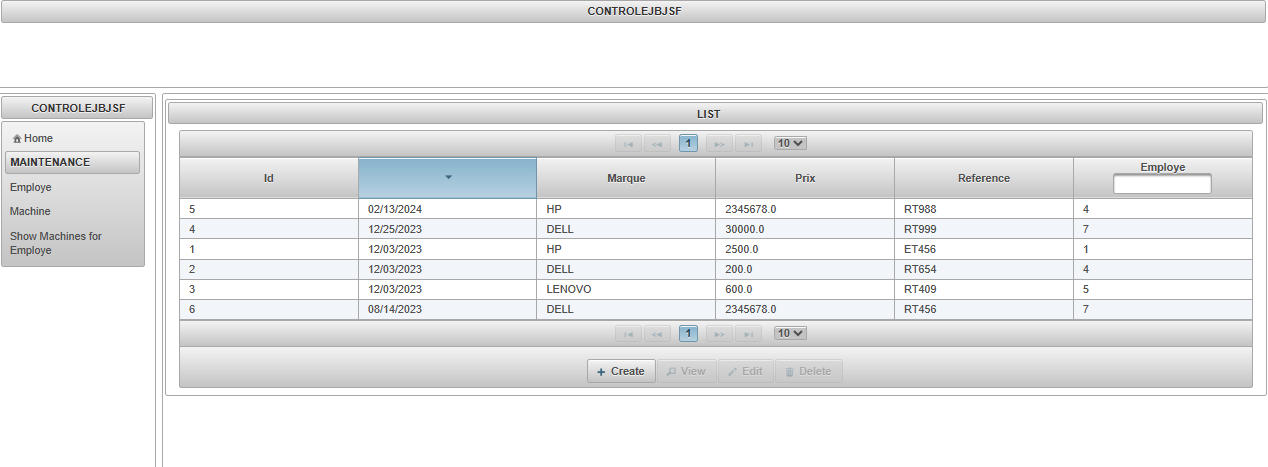 CONTROLEJBJSF
CONTROLEJBJSF
Home
MAINTENANCE
Employe
Machine
Show Machines for
Employe
LIST
1 10
Id Marque Prix Reference Employe
5 02/13/2024 HP 2345678.0 RT988 4
4 12/25/2023 DELL 30000.0 RT999 7
1 12/03/2023 HP 2500.0 ET456 1
2 12/03/2023 DELL 200.0 RT654 4
3 12/03/2023 LENOVO 600.0 RT409 5
6 08/14/2023 DELL 2345678.0 RT456 7
1 10
Create View Edit Delete